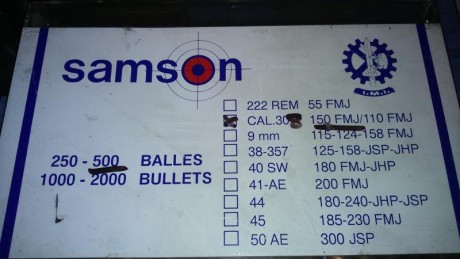 samson
I.M.I.
222 REM 55 FMJ
CAL.30 150 FMJ/110 FMJ
9 mm 115-124-158 FMJ
38-357 125-158-JSP-JHP
40 SW 180 FMJ-JHP
41-AE 200 FMJ
44 180-240-JHP-JSP
45 185-230 FMJ
50 AE 300 JSP
250 - 500 BALLES
1000 - 2000 BULLETS